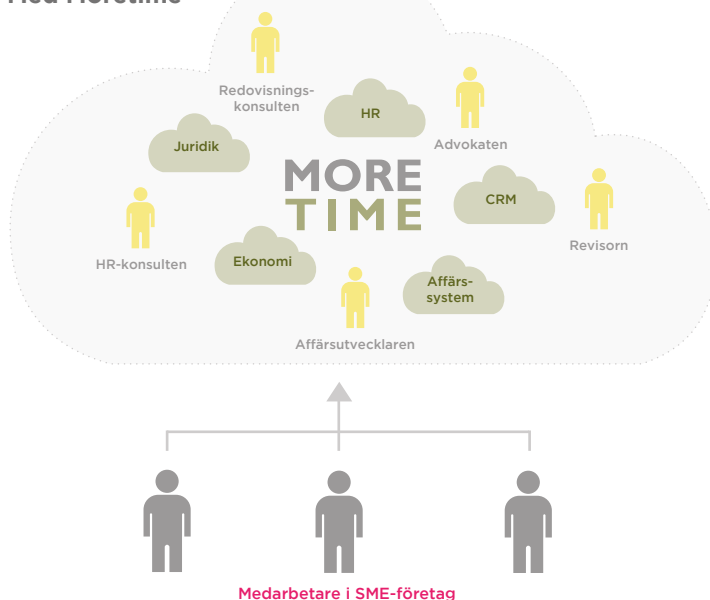 Med Moretime
Redovisnings-
konsulten
HR
Advokaten
Juridik
MORE
TIME
CRM
Revisorn
HR-konsulten
Ekonomi
Affärs-
system
Affärsutvecklaren
Medarbetare i SME-företag